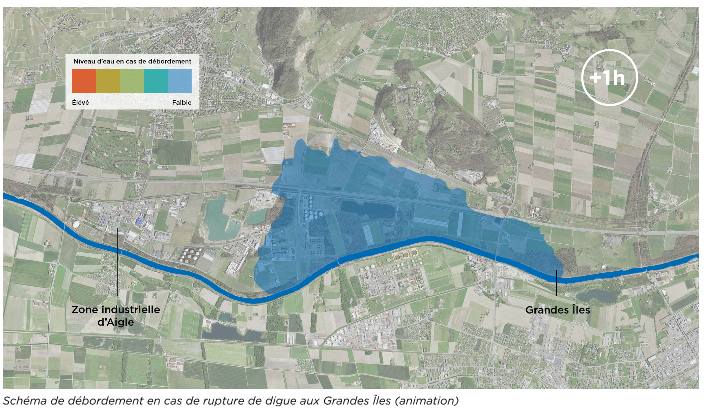 Niveau d'eau en cas de débordement
Élévé
Faible
+1h
Zone industrielle
d'Aigle
Grandes Îles
Schéma de débordement en cas de rupture de digue aux Grandes Îles (animation)